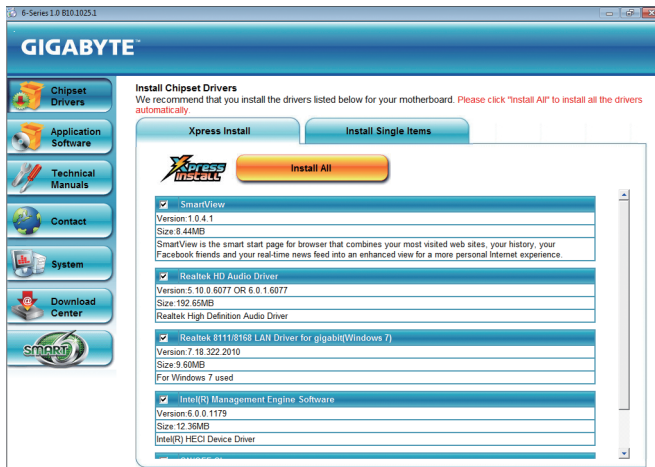 6-Series 1.0 B10.1025.1
GIGABYTE™
Chipset
Drivers
Application
Software
Technical
Manuals
Contact
System
Download
Center
SMART
Install Chipset Drivers
We recommend that you install the drivers listed below for your motherboard. Please click "Install All" to install all the drivers
automatically.
Xpress Install
Install Single Items
Xpress
INSTALL
Install All
SmartView
Version:1.0.4.1
Size:8.44MB
SmartView is the smart start page for browser that combines your most visited web sites, your history, your
Facebook friends and your real-time news feed into an enhanced view for a more personal Internet experience.
Realtek HD Audio Driver
Version:5.10.0.6077 OR 6.0.1.6077
Size:192.65MB
Realtek High Definition Audio Driver
Realtek 8111/8168 LAN Driver for gigabit(Windows 7)
Version:7.18.322.2010
Size:9.60MB
For Windows 7 used
Intel(R) Management Engine Software
Version:6.0.0.1179
Size:12.36MB
Intel(R) HECI Device Driver